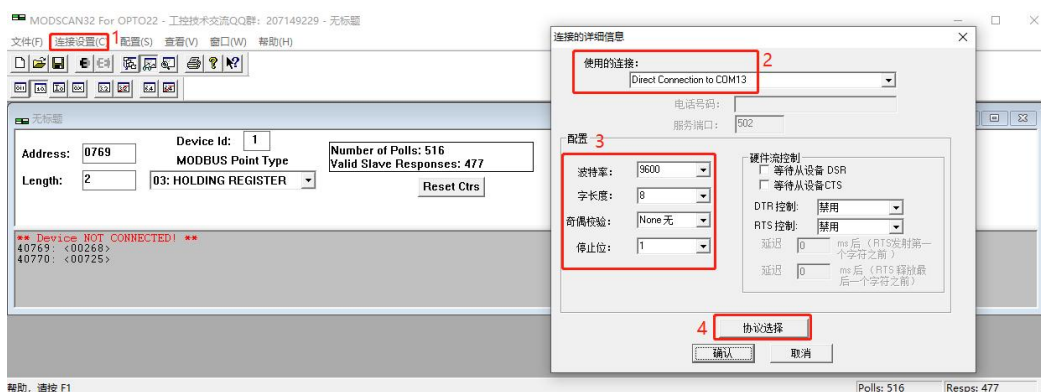 MODSCAN32 For OPTO22 - 工控技术交流QQ群：207149229 - 无标题
文件(F) 连接设置(C) 1 配置(S) 查看(V) 窗口(W) 帮助(H)
无标题
Address: 0769
Device Id: 1
MODBUS Point Type
Length: 2
03: HOLDING REGISTER
Number of Polls: 516
Valid Slave Responses: 477
Reset Ctrs
** Device NOT CONNECTED! **
40769: <00268>
40770: <00725>
帮助，请按 F1
Polls: 516
Resps: 477
连接的详细信息
使用的连接： 2
Direct Connection to COM13
电话号码：
服务端口： 502
配置 3
波特率： 9600
字长度： 8
奇偶校验： None 无
停止位： 1
硬件流控制
等待从设备 DSR
等待从设备CTS
DTR 控制: 禁用
RTS 控制: 禁用
延迟 0 ms 后（RTS发射第一
个字符之前）
延迟 0 ms 后（RTS 释放最
后一个字符之前）
4 协议选择
确认 取消